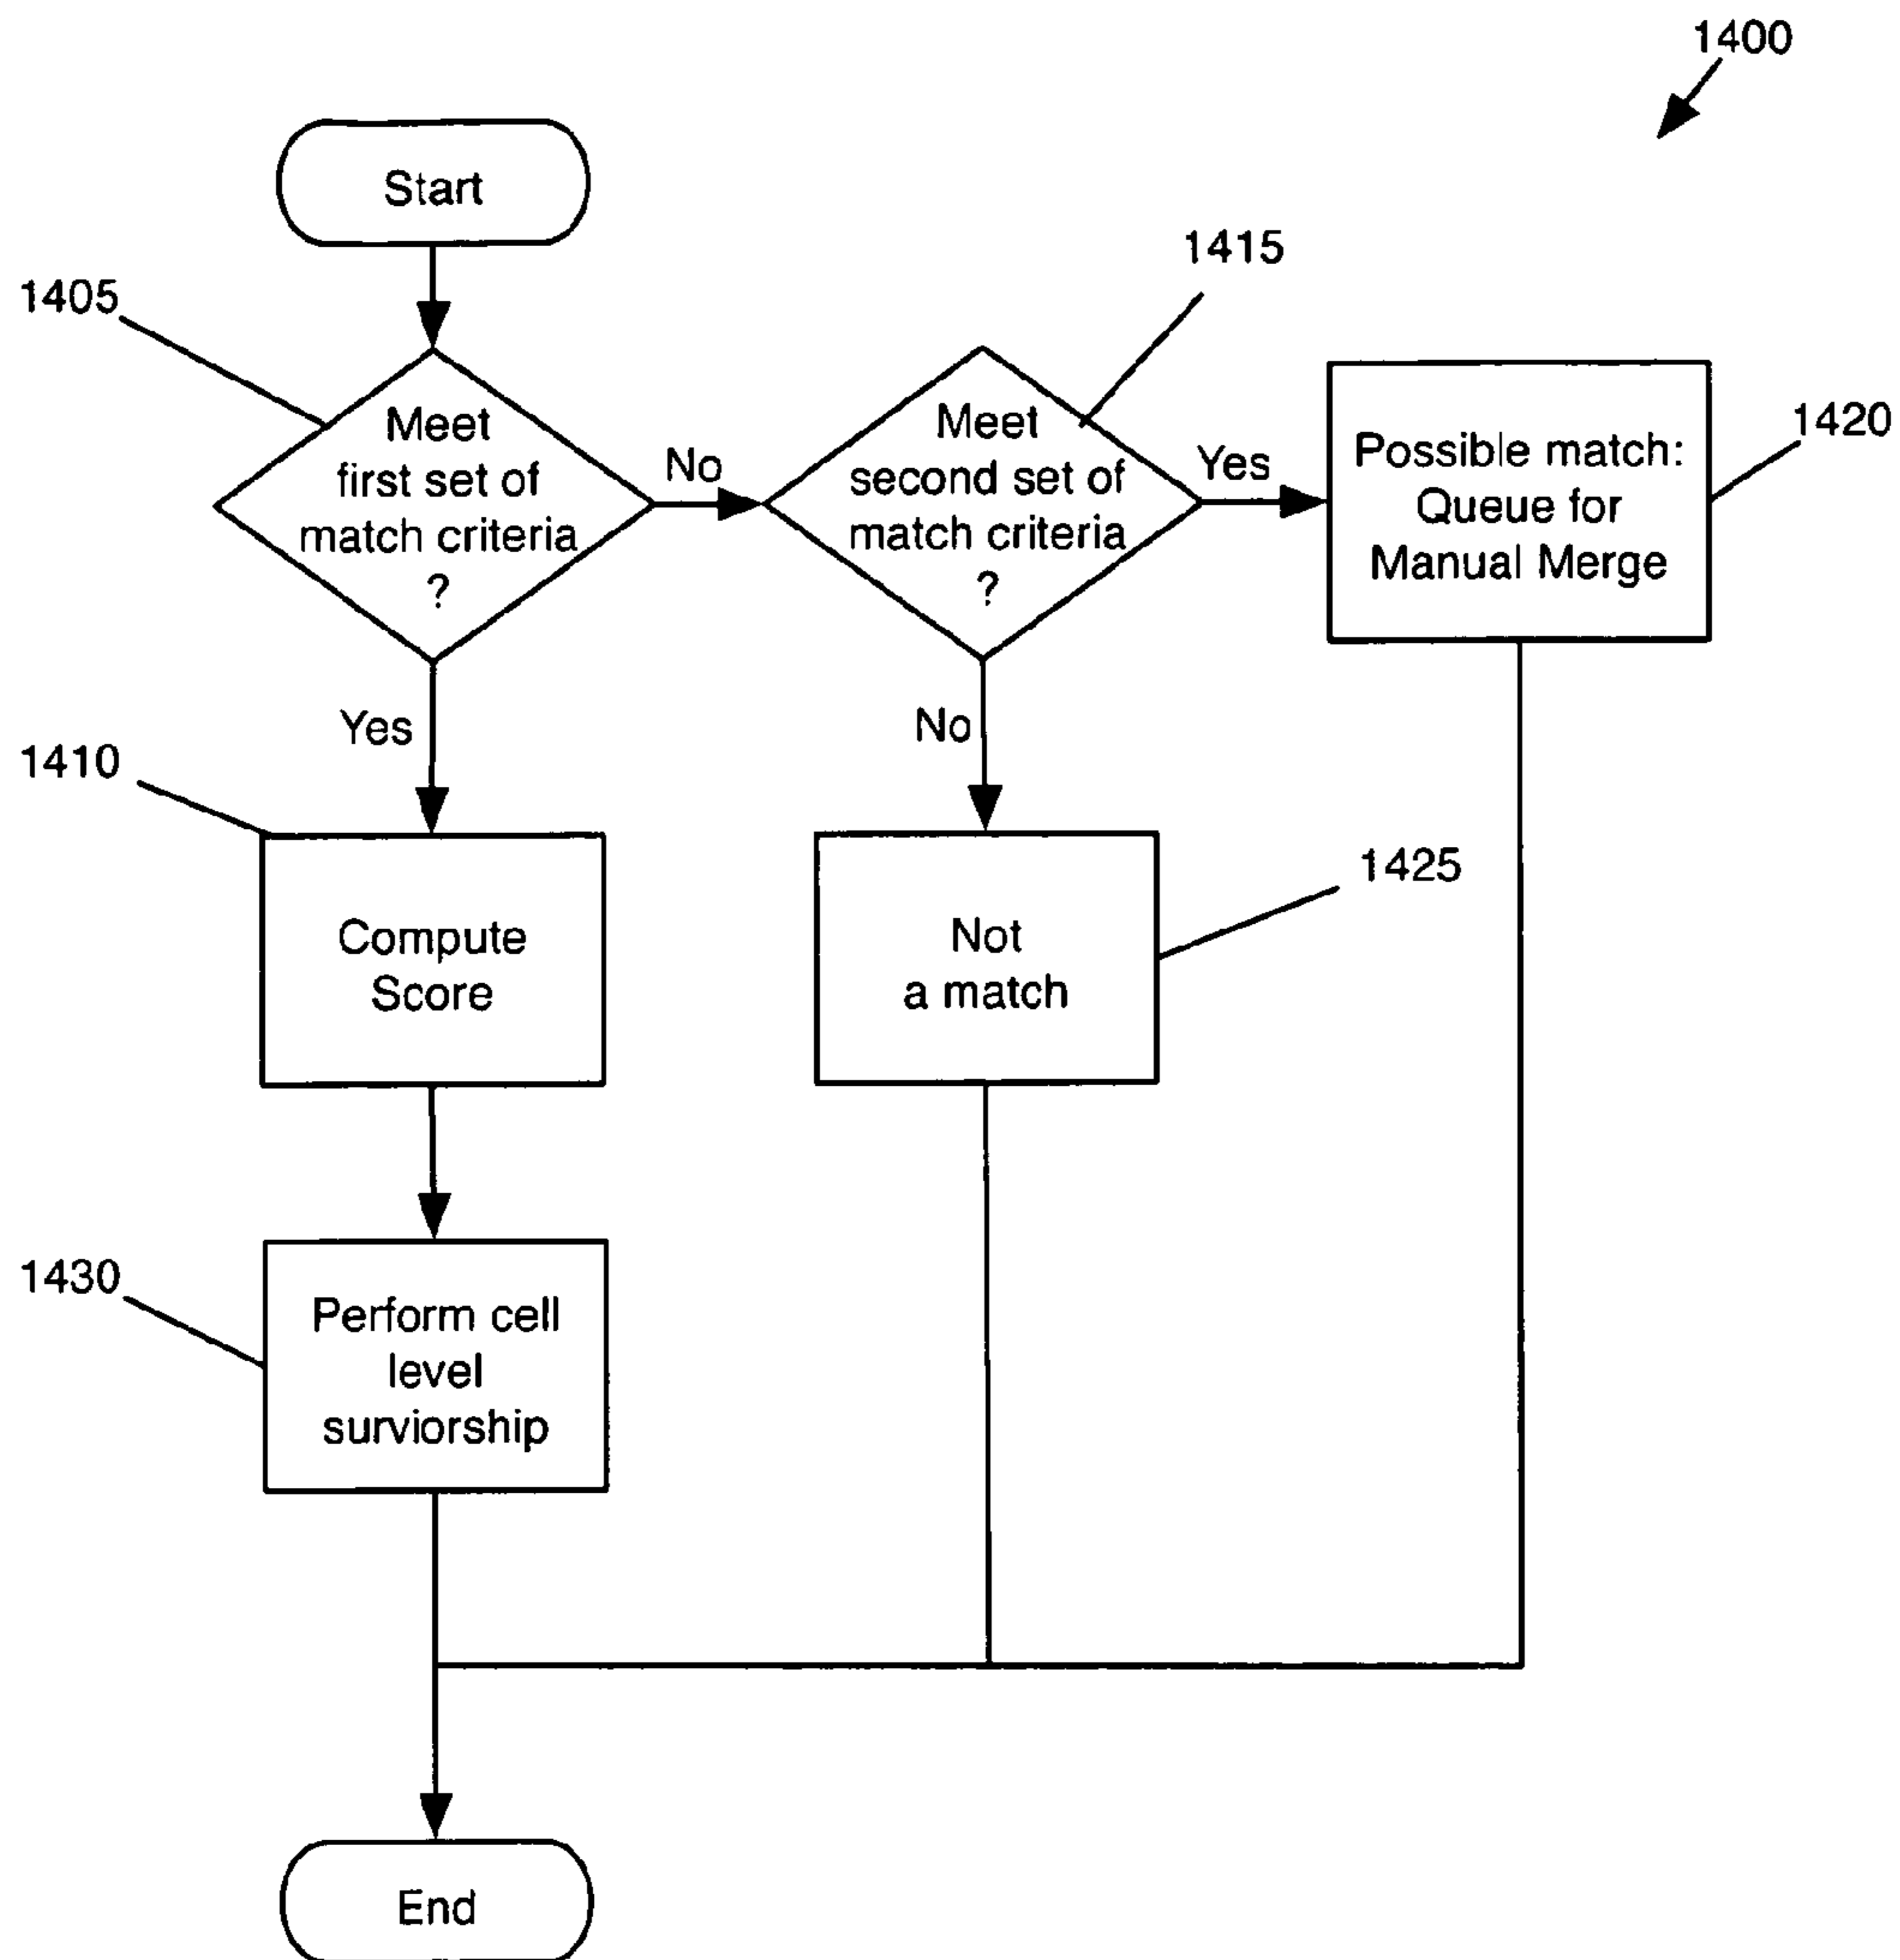 1400
Start
1405
1415
Meet
first set of
match criteria
?
No
Meet
second set of
match criteria
?
Yes
Possible match:
Queue for
Manual Merge
1420
Yes
No
1410
Compute
Score
Not
a match
1425
1430
Perform cell
level
surviorship
End